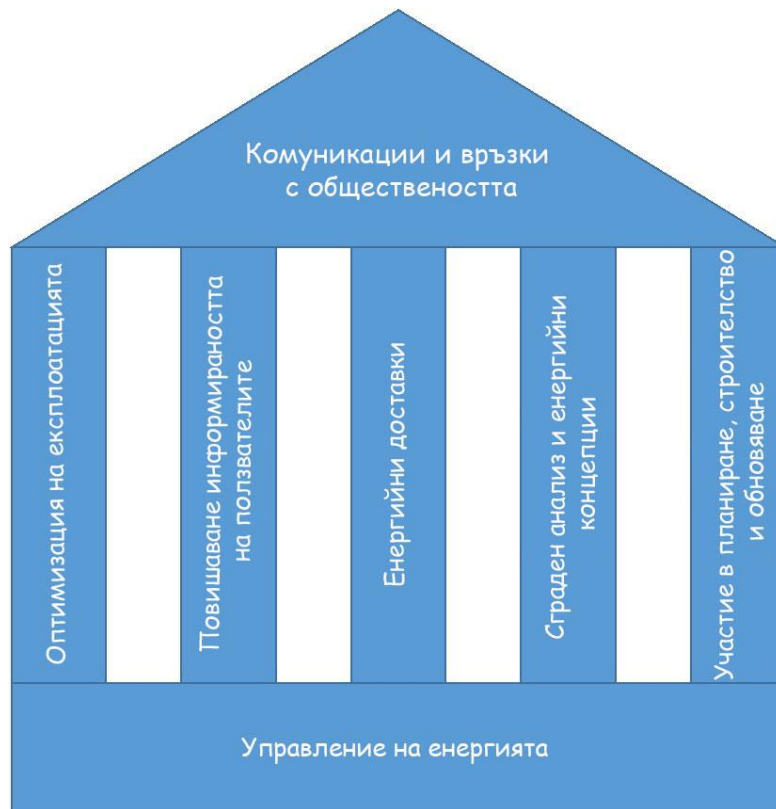 Комуникации и връзки
с обществеността
Оптимизация на експлоатацията
Повишаване информираността
на ползвателите
Енергийни доставки
Сграден анализ и енергийни
концепции
Участие в планиране, строителство
и обновяване
Управление на енергията